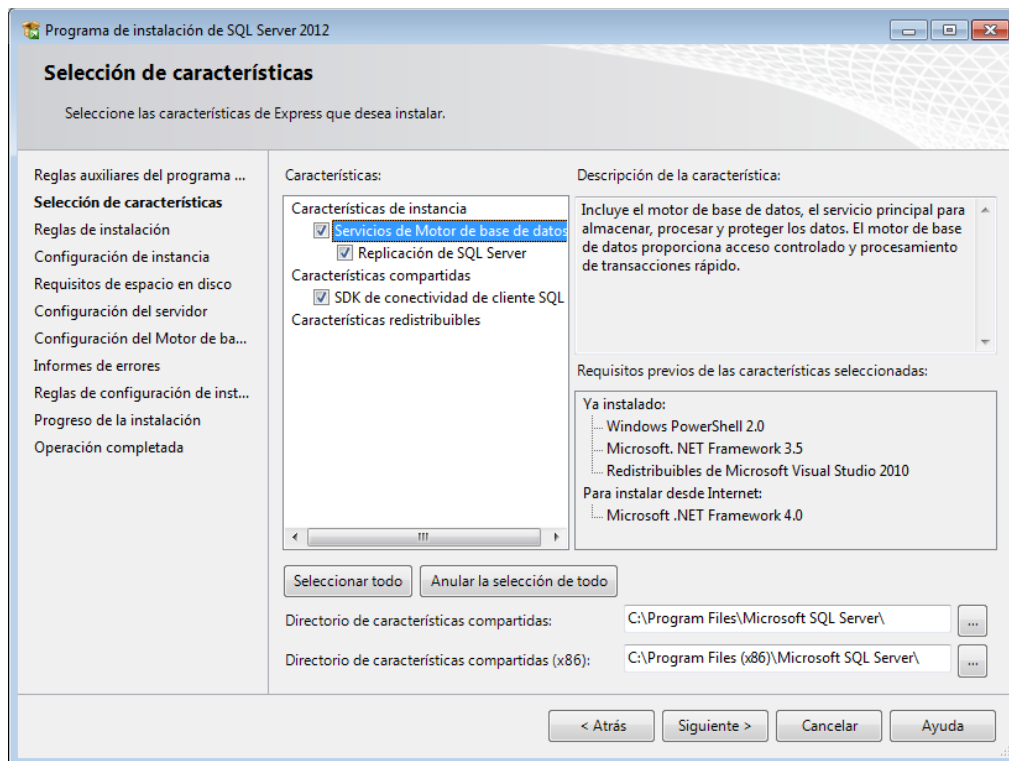 Programa de instalación de SQL Server 2012
Selección de características
Seleccione las características de Express que desea instalar.
Reglas auxiliares del programa ...
Selección de características
Reglas de instalación
Configuración de instancia
Requisitos de espacio en disco
Configuración del servidor
Configuración del Motor de ba...
Informes de errores
Reglas de configuración de inst...
Progreso de la instalación
Operación completada
Características:
Características de instancia
Servicios de Motor de base de datos
Replicación de SQL Server
Características compartidas
SDK de conectividad de cliente SQL
Características redistribuibles
Descripción de la característica:
Incluye el motor de base de datos, el servicio principal para
almacenar, procesar y proteger los datos. El motor de base
de datos proporciona acceso controlado y procesamiento
de transacciones rápido.
Requisitos previos de las características seleccionadas:
Ya instalado:
Windows PowerShell 2.0
Microsoft. NET Framework 3.5
Redistribuibles de Microsoft Visual Studio 2010
Para instalar desde Internet:
Microsoft .NET Framework 4.0
Seleccionar todo
Anular la selección de todo
Directorio de características compartidas:
C:\Program Files\Microsoft SQL Server\
...
Directorio de características compartidas (x86):
C:\Program Files (x86)\Microsoft SQL Server\
...
< Atrás
Siguiente >
Cancelar
Ayuda